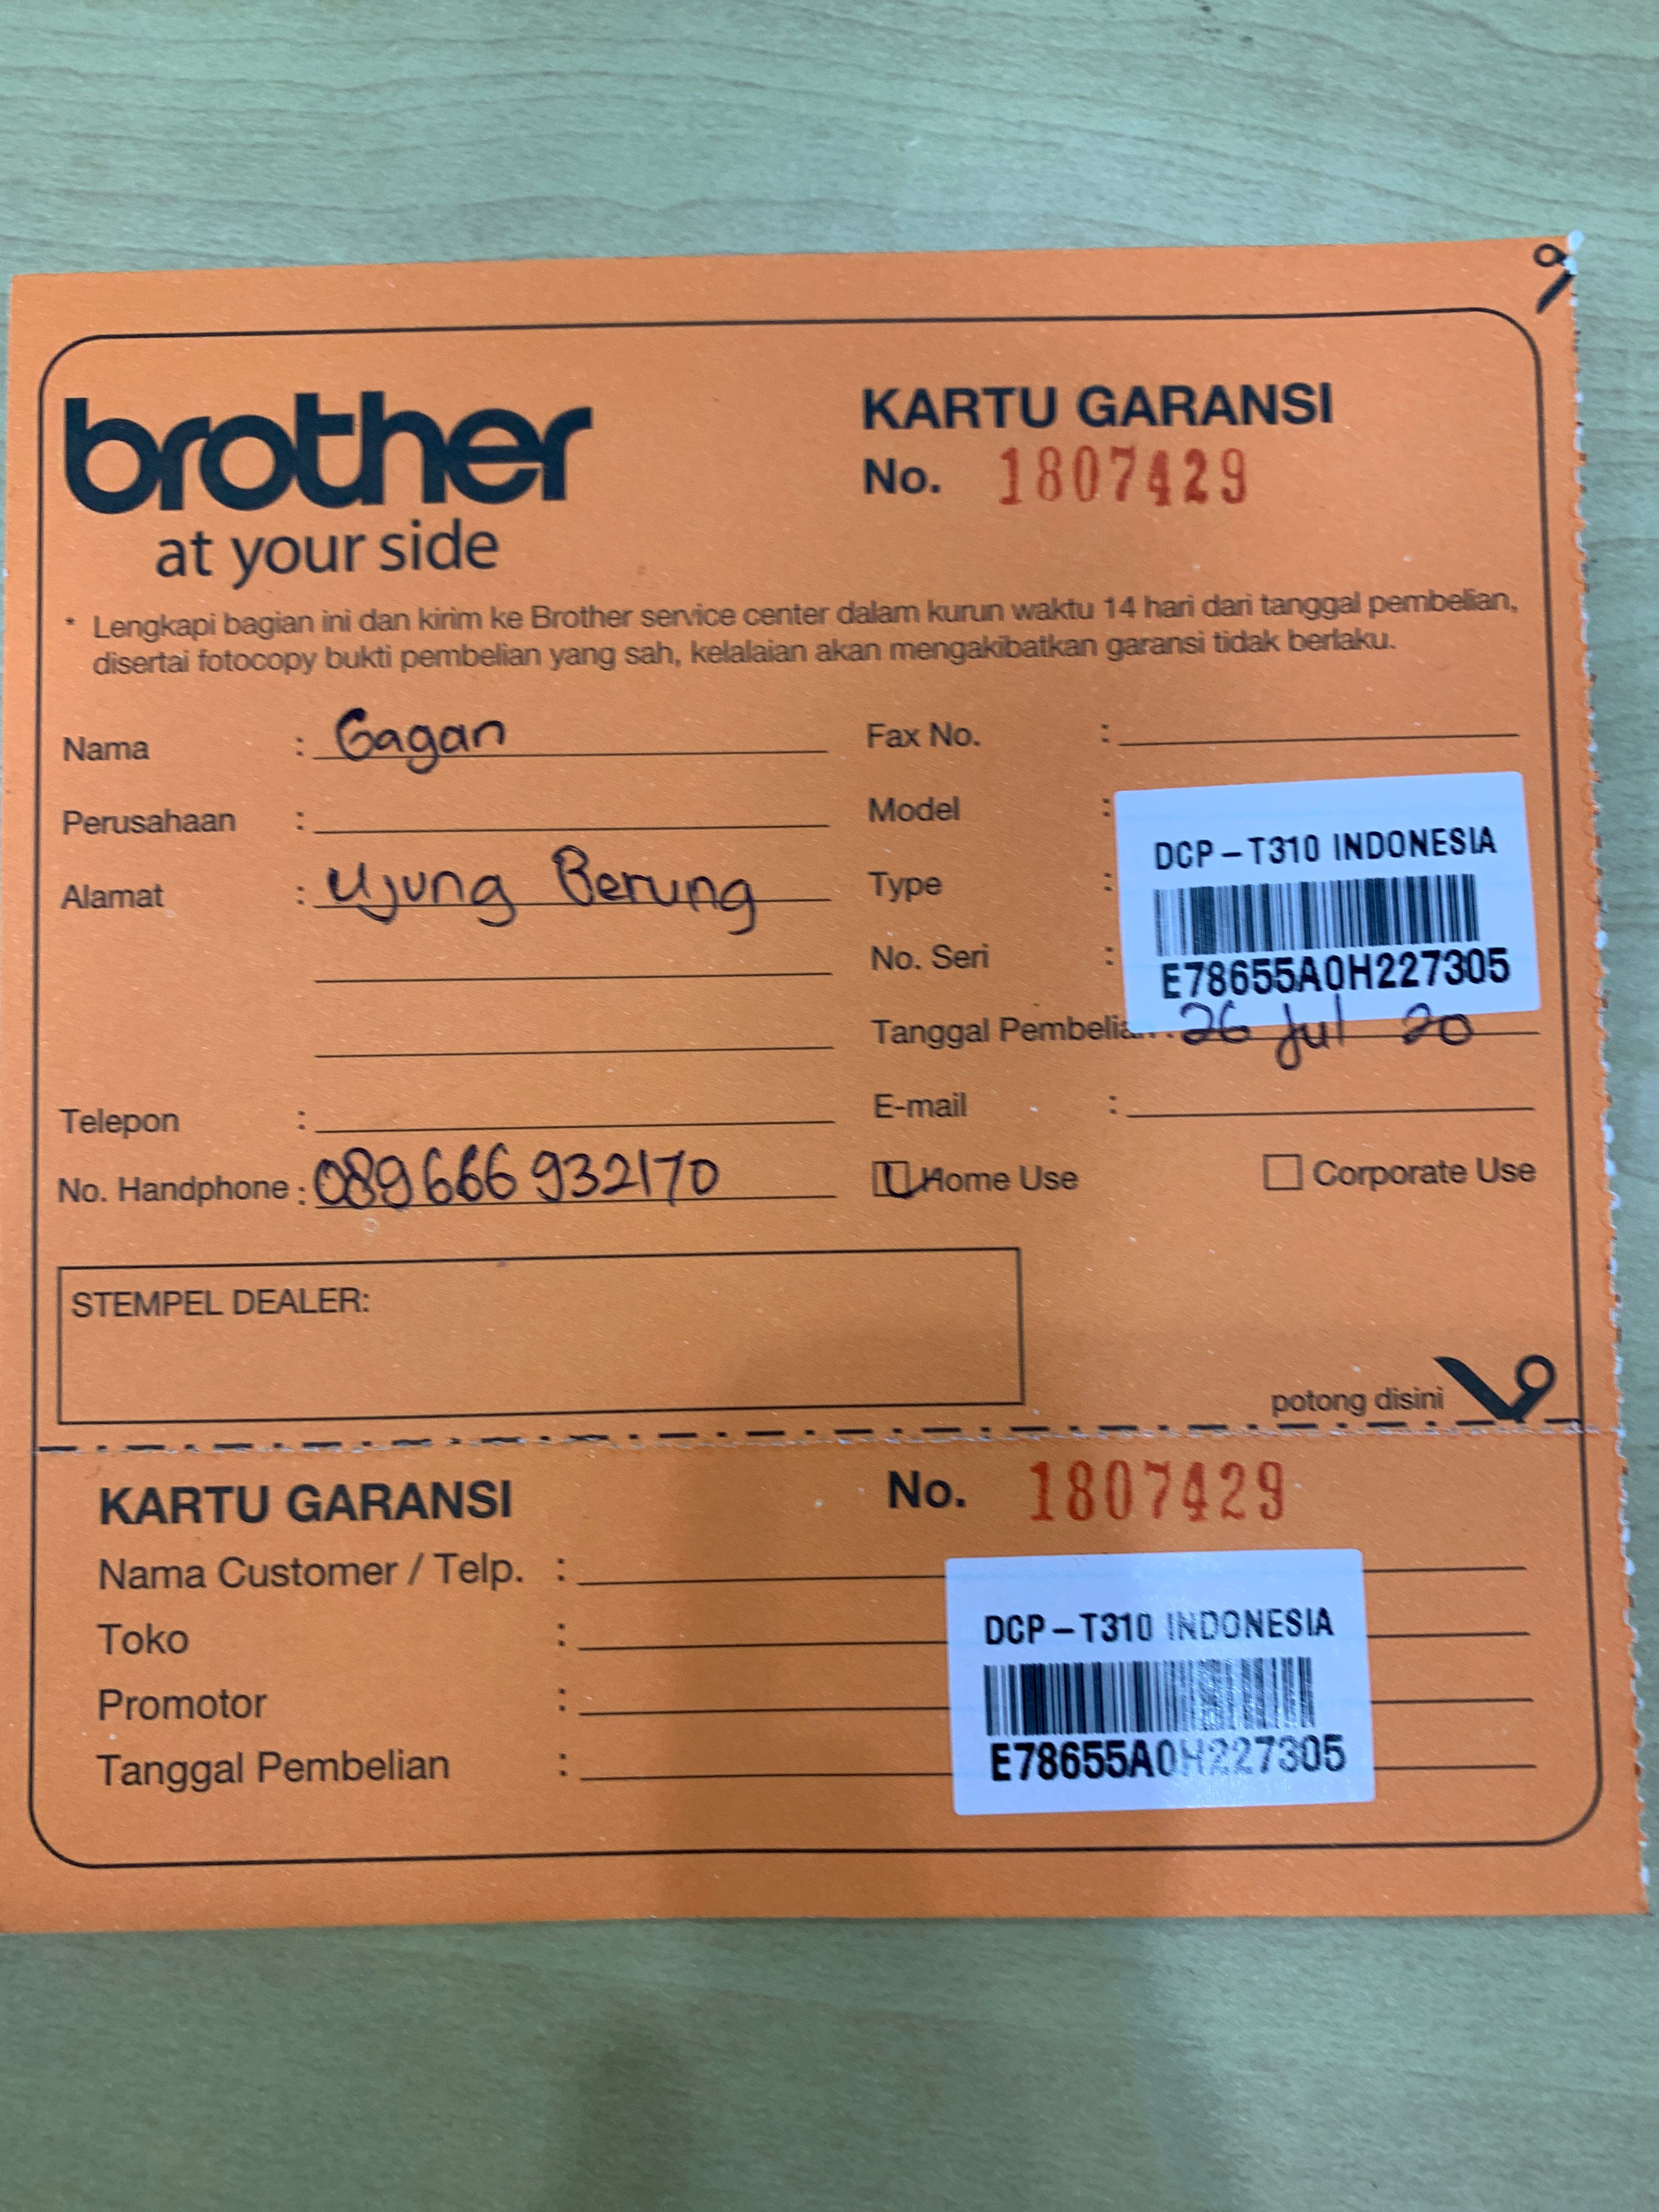 brother
at your side
KARTU GARANSI
No. 1807429
* Lengkapi bagian ini dan kirim ke Brother service center dalam kurun waktu 14 hari dari tanggal pembelian,
disertai fotocopy bukti pembelian yang sah, kelalaian akan mengakibatkan garansi tidak berlaku.
Nama : Gagan
Perusahaan :
Alamat : Ujung Berung
Telepon :
No. Handphone : 089666932170
Fax No. :
Model :
DCP-T310 INDONESIA
Type :
No. Seri :
E78655A0H227305
Tanggal Pembelian : 26 Jul 20
E-mail :
Home Use
Corporate Use
STEMPEL DEALER:
potong disini
KARTU GARANSI
No. 1807429
Nama Customer / Telp. :
Toko :
Promotor :
Tanggal Pembelian :
DCP-T310 INDONESIA
E78655A0H227305